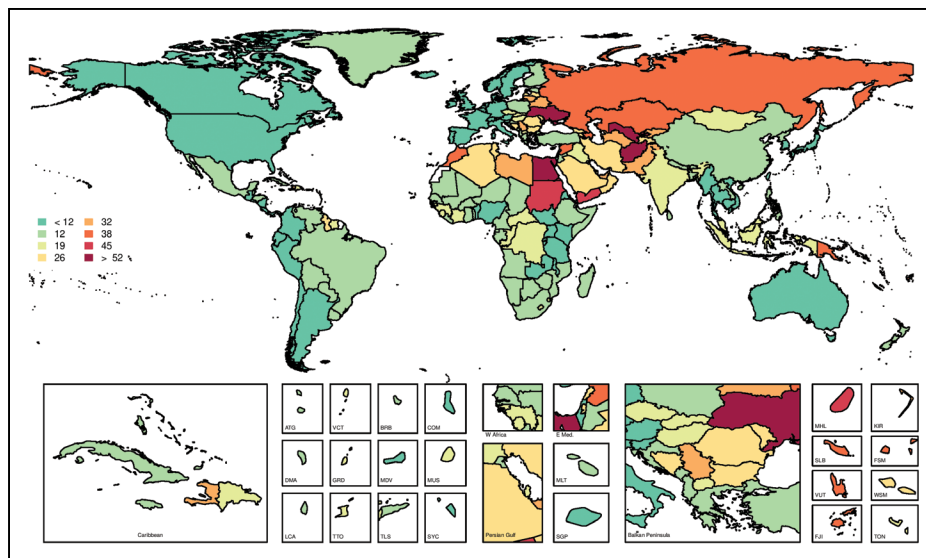 < 12 32
12 38
19 45
26 > 52
ATG VCT BRB COM
W Africa E Med.
MHL KIR
DMA GRD MDV MUS
MLT
SLB FSM
VUT WSM
LCA TTO TLS SYC
Caribbean
Persian Gulf
SGP
Balkan Peninsula
FJI TON